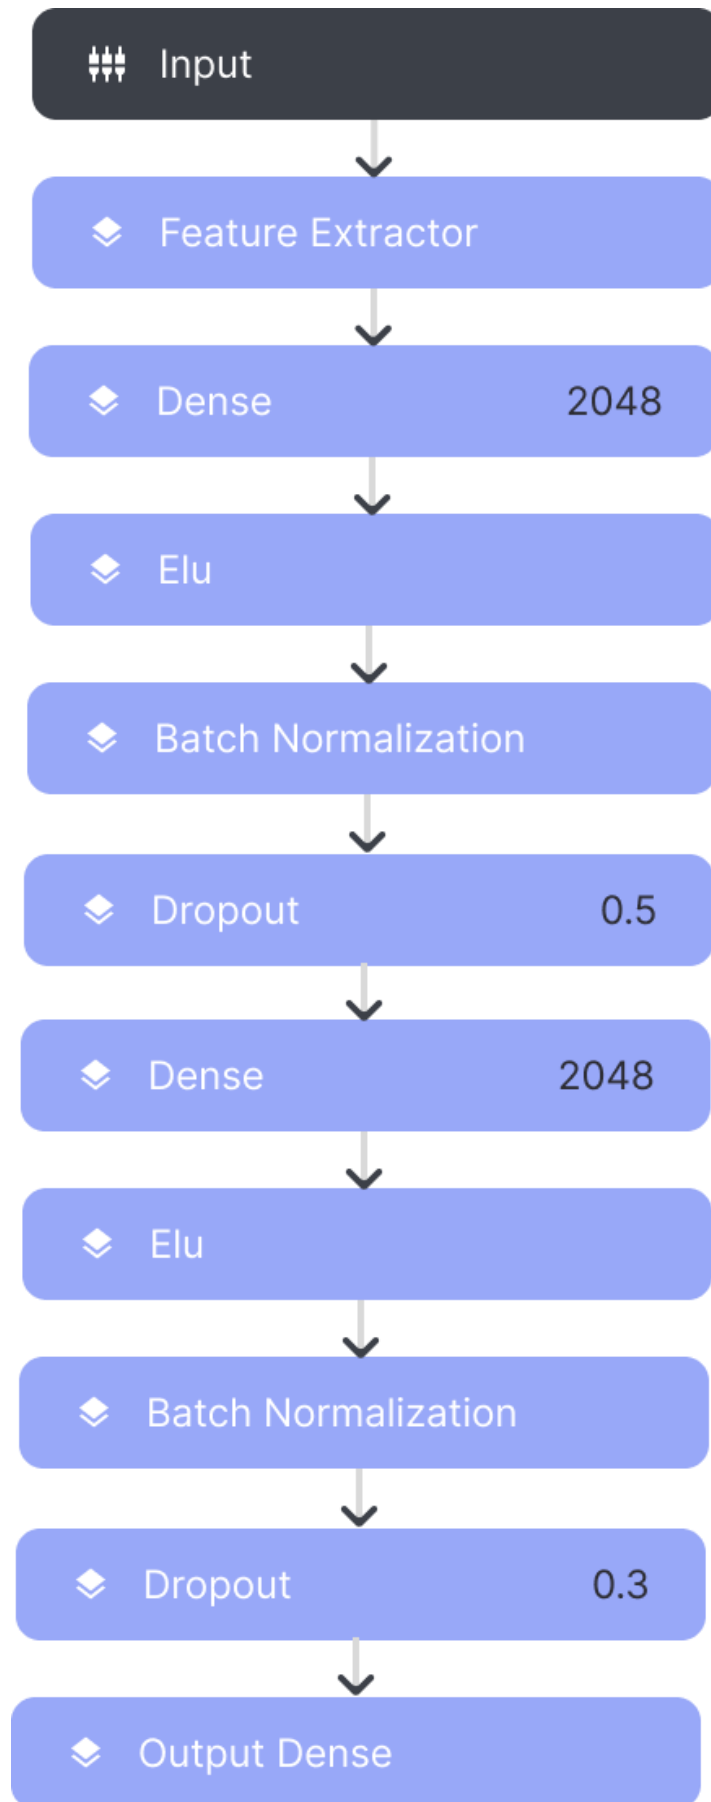 Input
Feature Extractor
Dense 2048
Elu
Batch Normalization
Dropout 0.5
Dense 2048
Elu
Batch Normalization
Dropout 0.3
Output Dense